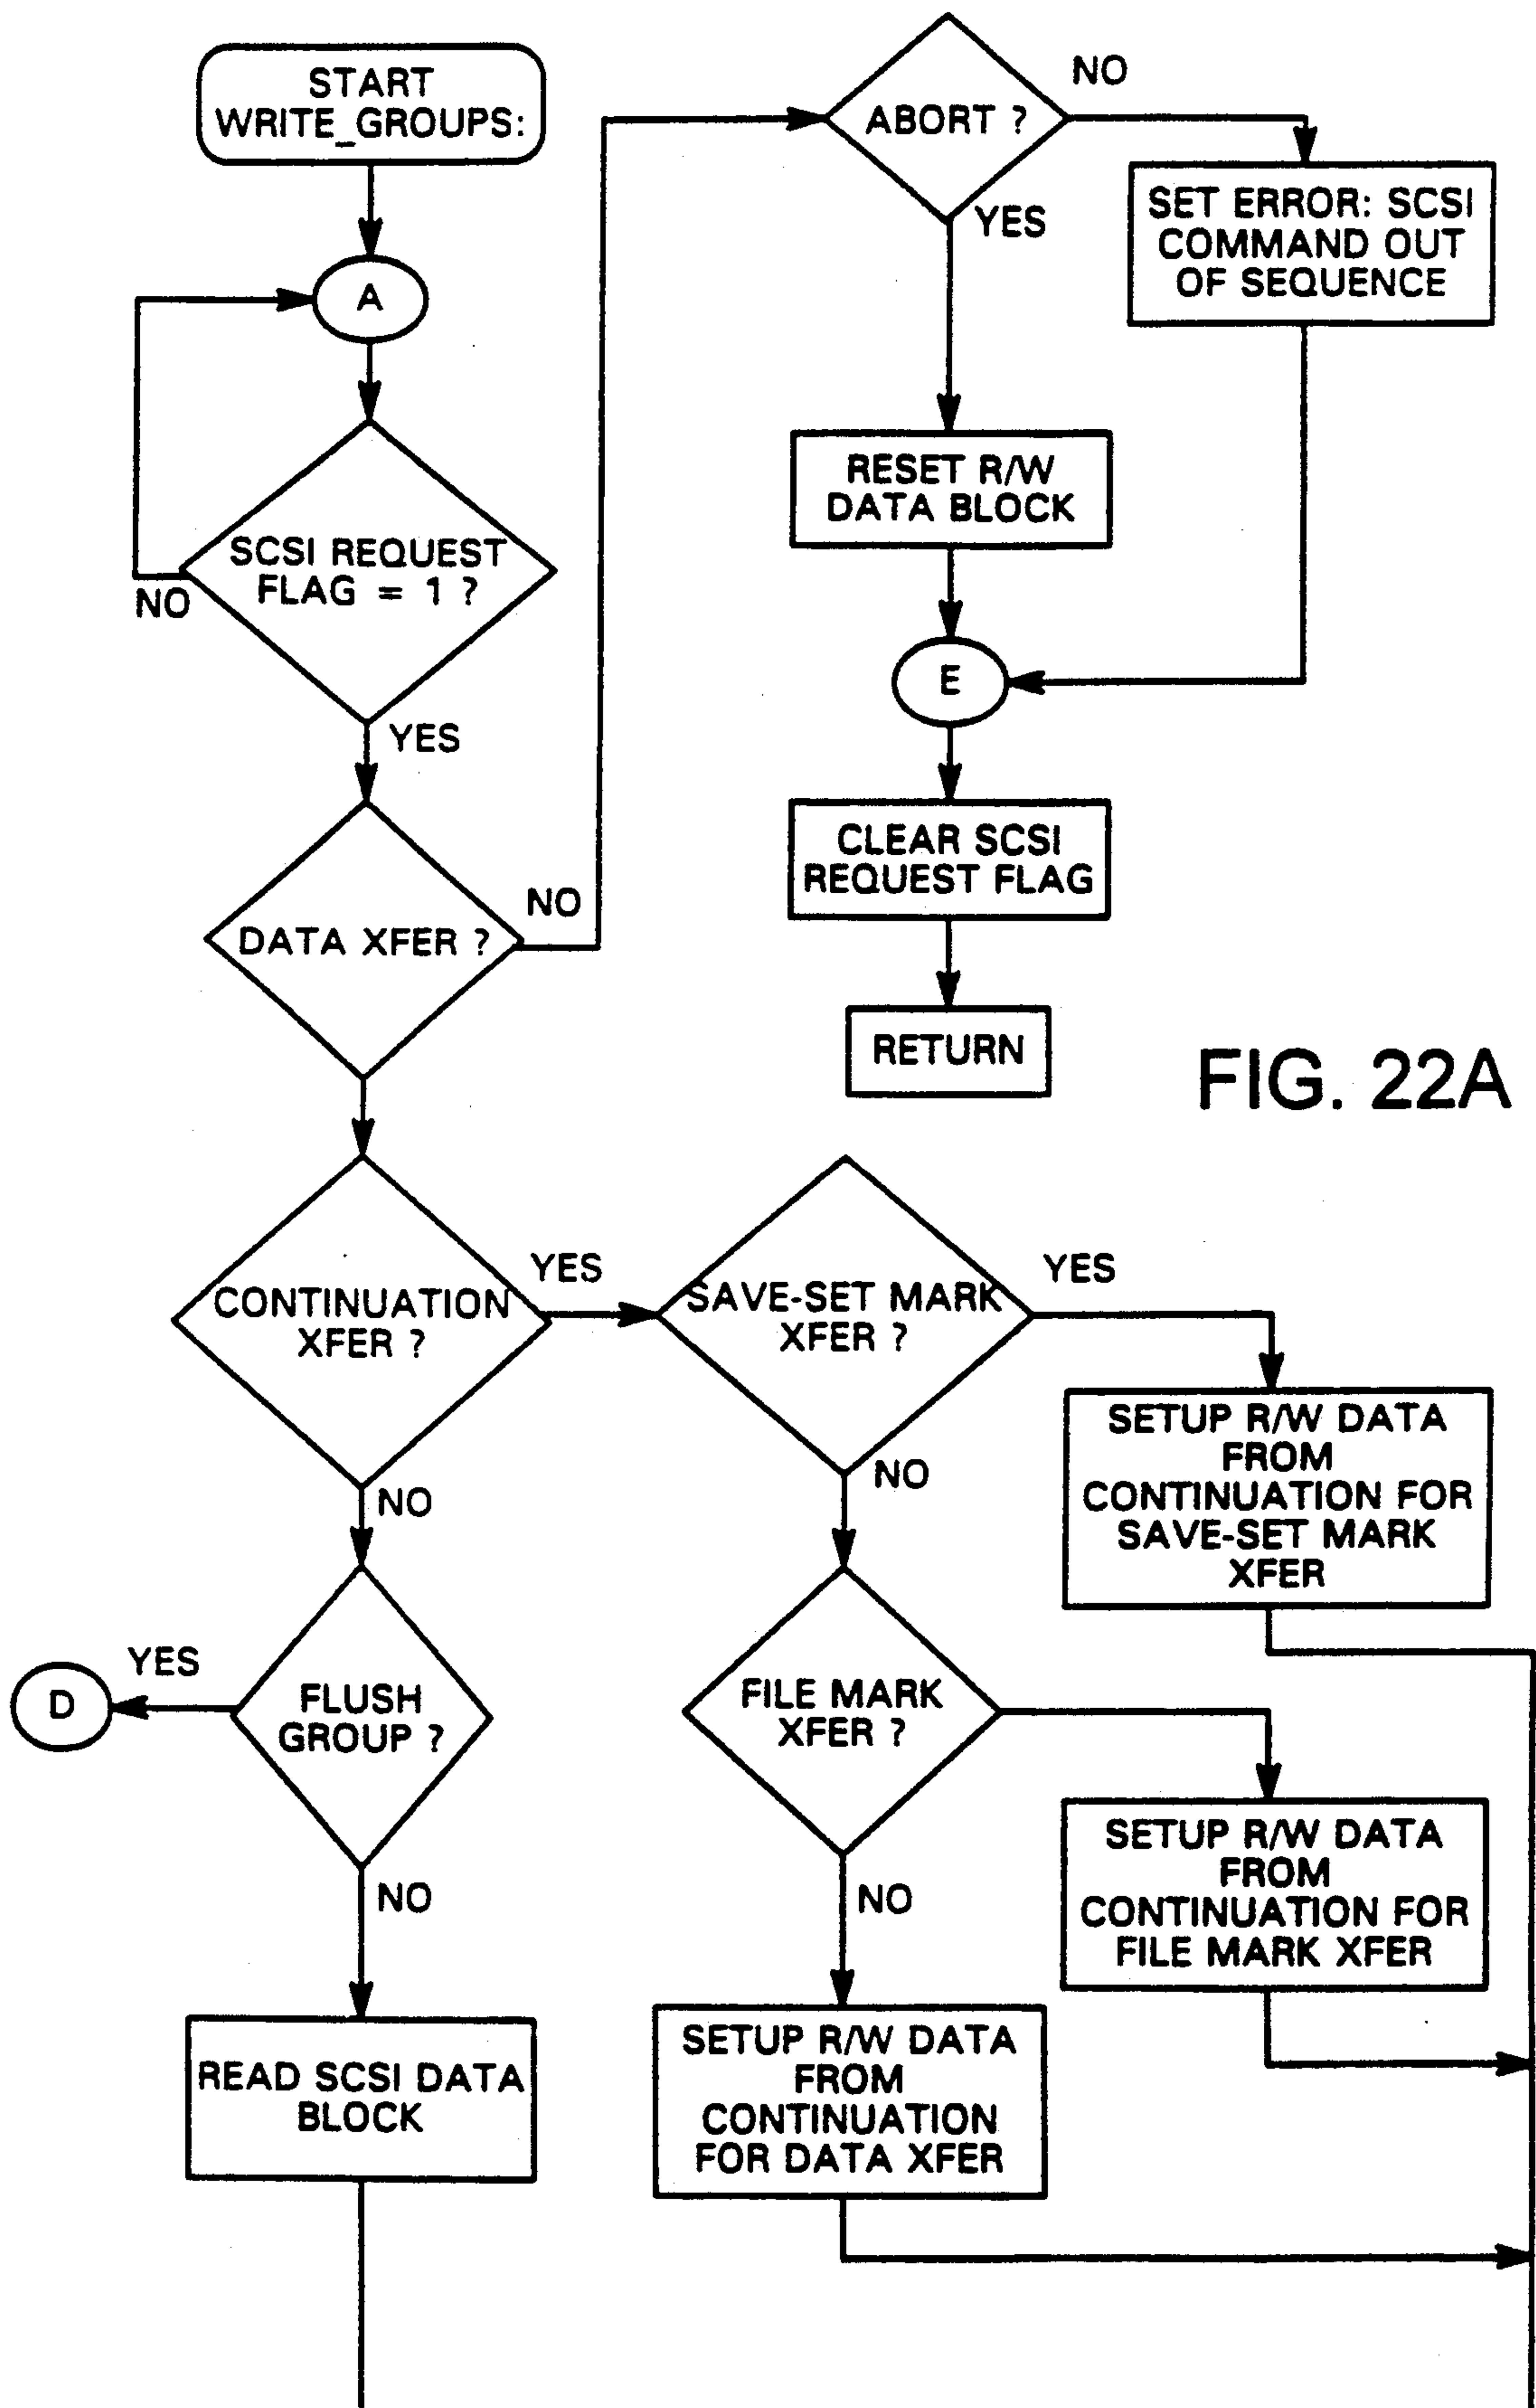 START
WRITE_GROUPS:
A
SCSI REQUEST
FLAG = 1 ?
NO
YES
DATA XFER ?
NO
ABORT ?
NO
YES
SET ERROR: SCSI
COMMAND OUT
OF SEQUENCE
RESET R/W
DATA BLOCK
E
CLEAR SCSI
REQUEST FLAG
RETURN
FIG. 22A
CONTINUATION
XFER ?
YES
NO
SAVE-SET MARK
XFER ?
YES
NO
SETUP R/W DATA
FROM
CONTINUATION FOR
SAVE-SET MARK
XFER
FLUSH
GROUP ?
YES
D
NO
FILE MARK
XFER ?
NO
SETUP R/W DATA
FROM
CONTINUATION FOR
FILE MARK XFER
READ SCSI DATA
BLOCK
SETUP R/W DATA
FROM
CONTINUATION
FOR DATA XFER